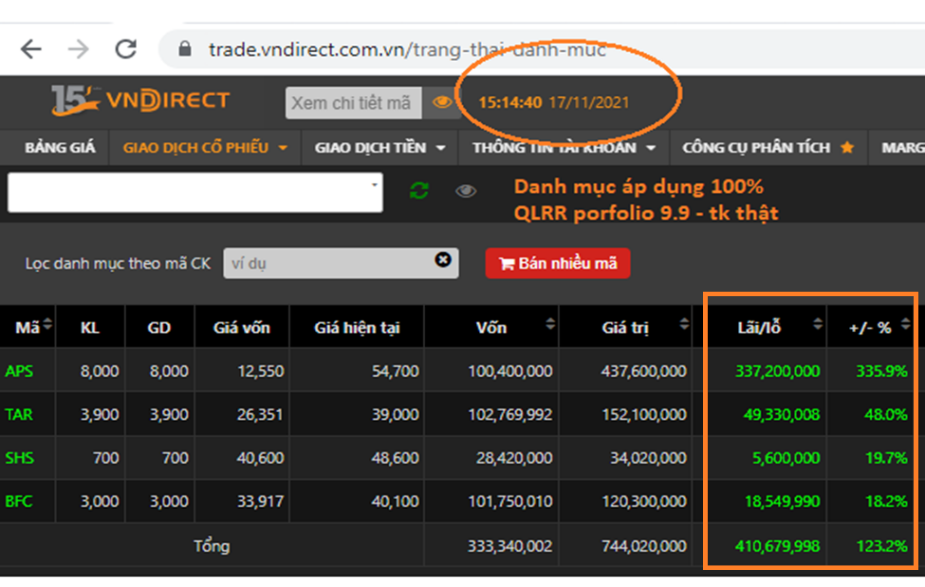 trade.vndirect.com.vn/trang-thai-danh-muc
15 VNDIRECT Xem chi tiêt mã 15:14:40 17/11/2021
BẢNG GIÁ GIAO DỊCH CỔ PHIẾU GIAO DỊCH TIỀN THÔNG TIN TÀI KHOẢN CÔNG CỤ PHÂN TÍCH MARG
Danh mục áp dụng 100%
QLRR porfolio 9.9 - tk thật
Lọc danh mục theo mã CK ví dụ Bán nhiều mã
Mã KL GD Giá vốn Giá hiện tại Vốn Giá trị Lãi/lỗ +/- %
APS 8,000 8,000 12,550 54,700 100,400,000 437,600,000 337,200,000 335.9%
TAR 3,900 3,900 26,351 39,000 102,769,992 152,100,000 49,330,008 48.0%
SHS 700 700 40,600 48,600 28,420,000 34,020,000 5,600,000 19.7%
BFC 3,000 3,000 33,917 40,100 101,750,010 120,300,000 18,549,990 18.2%
Tổng 333,340,002 744,020,000 410,679,998 123.2%